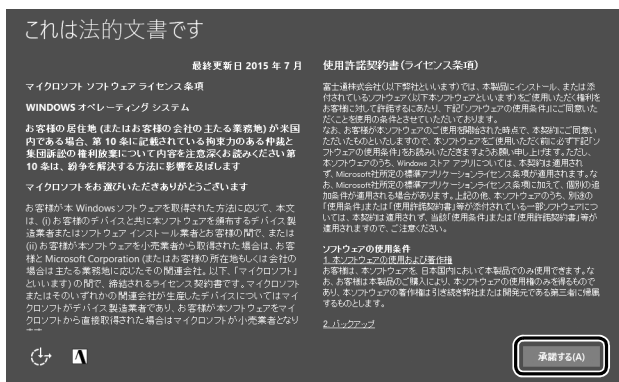 これは法的文書です
最終更新日 2015 年 7 月
マイクロソフト ソフトウェア ライセンス条項
WINDOWS オペレーティング システム
お客様の居住地 (またはお客様の会社の主たる業務地) が米国
内である場合、第 10 条に記載されている拘束力のある仲裁と
集団訴訟の権利放棄について内容を注意深くお読みください第
10 条は、紛争を解決する方法に影響を及ぼします
マイクロソフトをお選びいただきありがとうございます
お客様が本 Windows ソフトウェアを取得された方法に応じて、本文
は、(i) お客様のデバイスと共に本ソフトウェアを頒布するデバイス製
造業者またはソフトウェア インストール業者とお客様の間で、または
(ii) お客様が本ソフトウェアを小売業者から取得された場合は、お客
様と Microsoft Corporation (またはお客様の所在地もしくは会社の
場合は主たる業務地に応じたその関連会社。以下、「マイクロソフト」
といいます) の間で、締結されるライセンス契約書です。マイクロソフト
またはそのいずれかの関連会社が生産したデバイスについてはマイ
クロソフトがデバイス製造業者であり、お客様が本ソフトウェアをマイ
クロソフトから直接取得された場合はマイクロソフトが小売業者となり
使用許諾契約書(ライセンス条項)
富士通株式会社(以下弊社といいます)では、本製品にインストール、または添
付されているソフトウェア(以下本ソフトウェアといいます)をご使用いただく権利を
お客様に対して許諾するにあたり、下記「ソフトウェアの使用条件」にご同意いた
だくことを使用の条件とさせていただいております。
なお、お客様が本ソフトウェアのご使用を開始された時点で、本契約にご同意い
ただいたものといたしますので、本ソフトウェアをご使用いただく前に必ず下記「ソ
フトウェアの使用条件」をお読みいただきますようお願い申し上げます。ただし、
本ソフトウェアのうち、Windows ストア アプリについては、本契約は適用され
ず、Microsoft社所定の標準アプリケーションライセンス条項が適用されます。な
お、Microsoft社所定の標準アプリケーションライセンス条項に加えて、個別の追
加条件が適用される場合があります。上記の他、本ソフトウェアのうち、別途の
「使用条件」または「使用許諾契約書」等が添付されている一部ソフトウェアにつ
いては、本契約は適用されず、当該「使用条件」または「使用許諾契約書」等が
適用されますので、ご注意ください。
ソフトウェアの使用条件
1. 本ソフトウェアの使用および著作権
お客様は、本ソフトウェアを、日本国内において本製品でのみ使用できます。な
お、お客様は本製品のご購入により、本ソフトウェアの使用権のみを得るもので
あり、本ソフトウェアの著作権は引き続き弊社または開発元である第三者に帰属
するものとします。
2. バックアップ
承諾する(A)